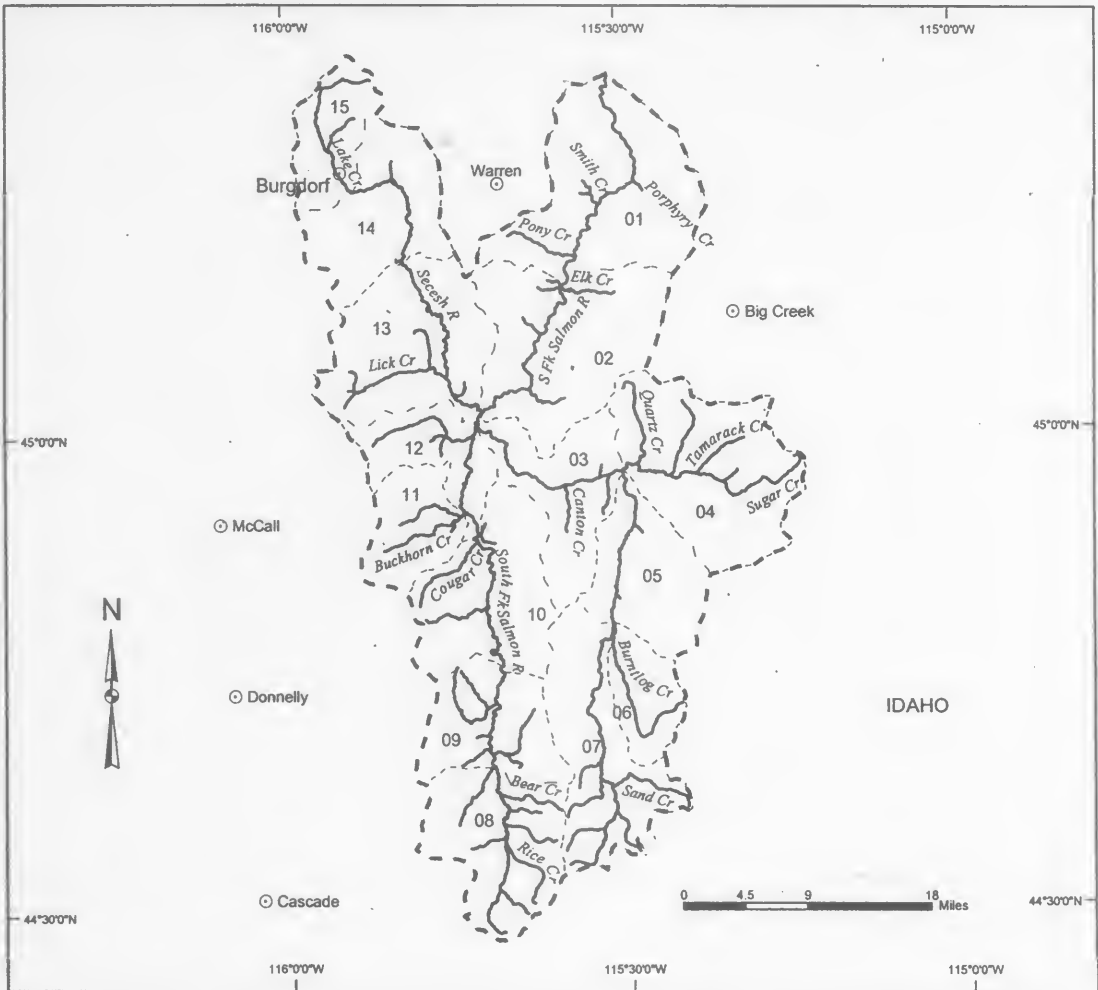 116°0'0"W
115°30'0"W
115°0'0"W
15
Lake Cr
Burgdorf
Warren
Smith Cr
Porphyry Cr
01
Pony Cr
14
Elk Cr
Secesh R
Big Creek
13
S Fk Salmon R
02
Lick Cr
Quartz Cr
Tamarack Cr
45°0'0"N
45°0'0"N
12
03
Sugar Cr
11
04
Canton Cr
McCall
Buckhorn Cr
Cougar Cr
05
South Fk Salmon R
10
N
Burntlog Cr
Donnelly
06
IDAHO
09
07
Bear Cr
Sand Cr
08
Rice Cr
0 4.5 9 18
Miles
Cascade
44°30'0"N
44°30'0"N
116°0'0"W
115°30'0"W
115°0'0"W